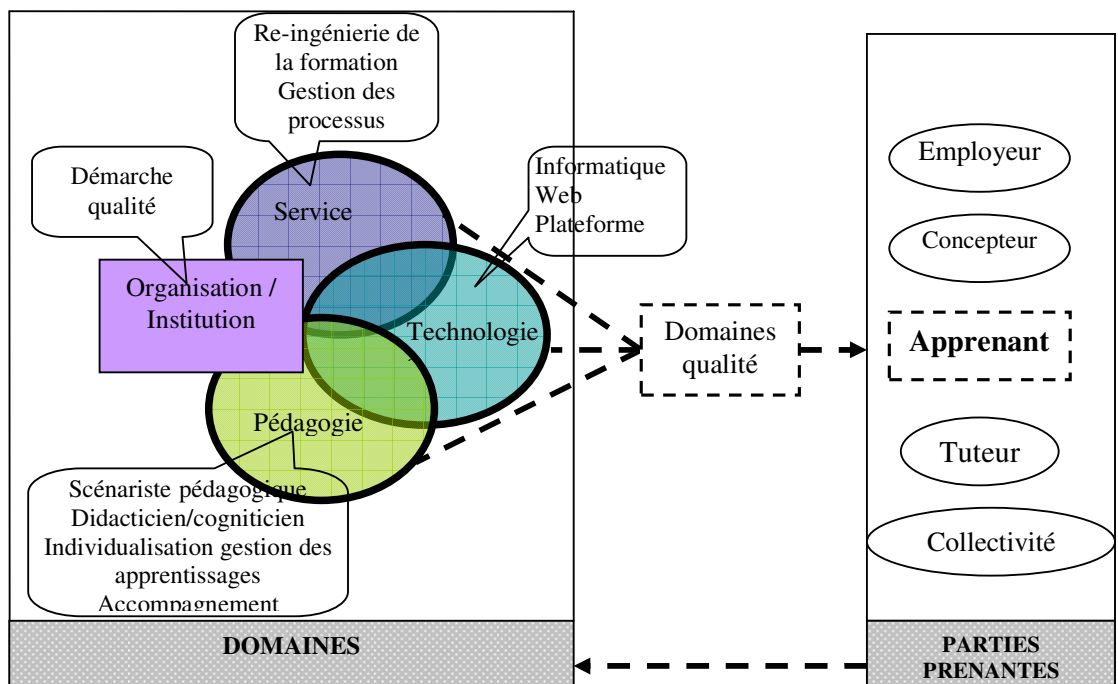 Re-ingénierie de
la formation
Gestion des
processus
Démarche
qualité
Informatique
Web
Plateforme
Service
Organisation /
Institution
Technologie
Pédagogie
Scénariste pédagogique
Didacticien/cogniticien
Individualisation gestion des
apprentissages
Accompagnement
DOMAINES
Domaines
qualité
Employeur
Concepteur
Apprenant
Tuteur
Collectivité
PARTIES
PRENANTES